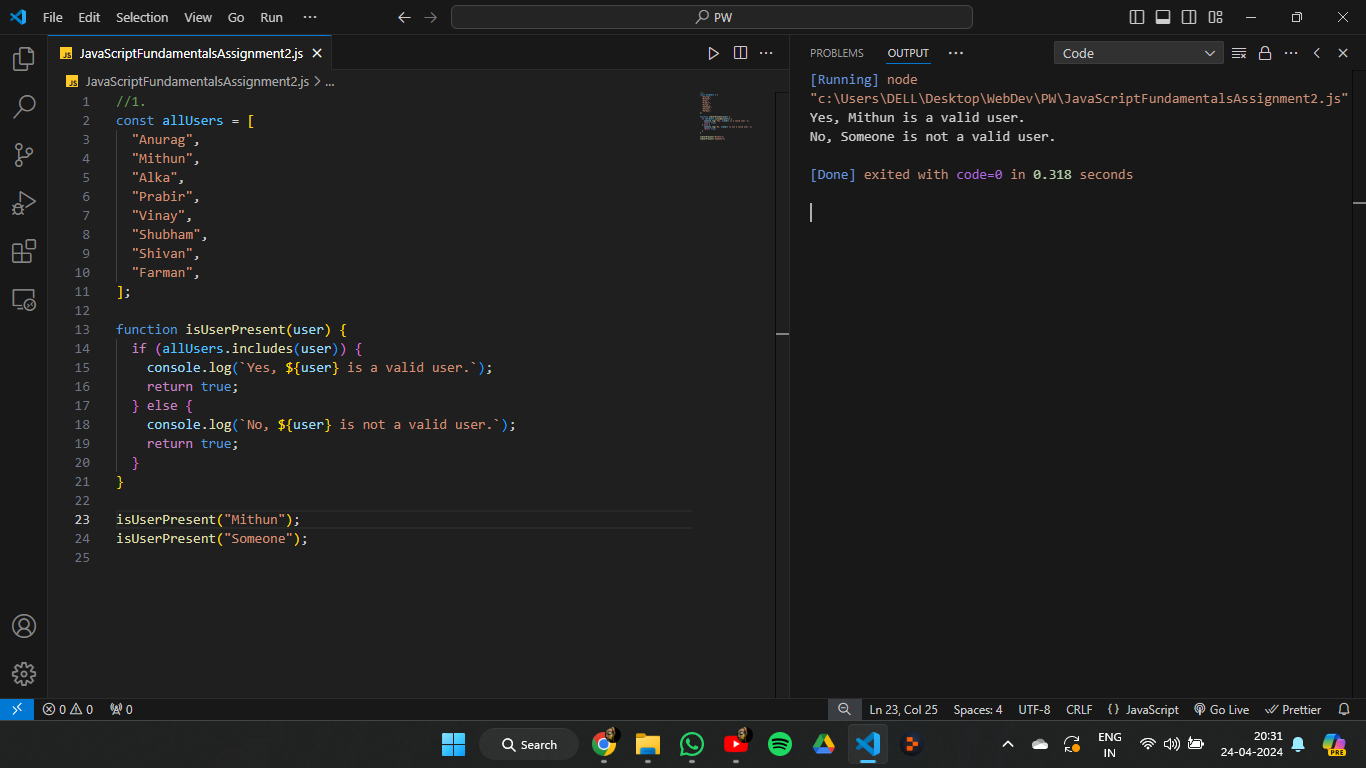 File Edit Selection View Go Run ···
PW
JavaScriptFundamentalsAssignment2.js
JS JavaScriptFundamentalsAssignment2.js > ...
1 //1.
2 const allUsers = [
3 "Anurag",
4 "Mithun",
5 "Alka",
6 "Prabir",
7 "Vinay",
8 "Shubham",
9 "Shivan",
10 "Farman",
11 ];
12
13 function isUserPresent(user) {
14 if (allUsers.includes(user)) {
15 console.log(`Yes, ${user} is a valid user.`);
16 return true;
17 } else {
18 console.log(`No, ${user} is not a valid user.`);
19 return true;
20 }
21 }
22
23 isUserPresent("Mithun");
24 isUserPresent("Someone");
25
PROBLEMS OUTPUT ··· Code
[Running] node
"c:\Users\DELL\Desktop\WebDev\PW\JavaScriptFundamentalsAssignment2.js"
Yes, Mithun is a valid user.
No, Someone is not a valid user.
[Done] exited with code=0 in 0.318 seconds
0 0 0 Ln 23, Col 25 Spaces: 4 UTF-8 CRLF {} JavaScript Go Live Prettier
Search
ENG
IN
20:31
24-04-2024
PRE